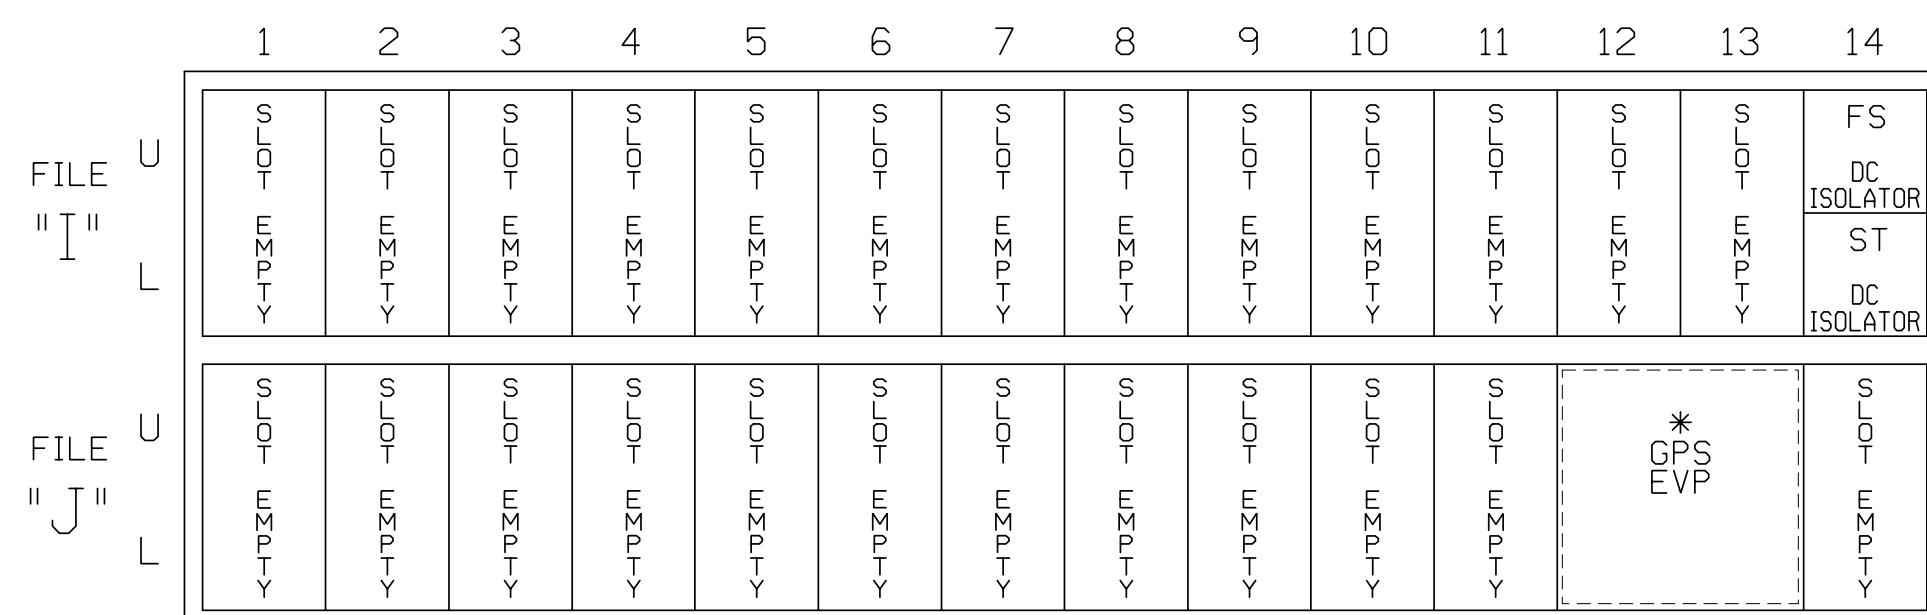 1 2 3 4 5 6 7 8 9 10 11 12 13 14
FILE "I"
U
L
SLOT EMPTY
SLOT EMPTY
SLOT EMPTY
SLOT EMPTY
SLOT EMPTY
SLOT EMPTY
SLOT EMPTY
SLOT EMPTY
SLOT EMPTY
SLOT EMPTY
SLOT EMPTY
SLOT EMPTY
SLOT EMPTY
FS
DC
ISOLATOR
ST
DC
ISOLATOR
FILE "J"
U
L
SLOT EMPTY
SLOT EMPTY
SLOT EMPTY
SLOT EMPTY
SLOT EMPTY
SLOT EMPTY
SLOT EMPTY
SLOT EMPTY
SLOT EMPTY
SLOT EMPTY
SLOT EMPTY
*
GPS
EVP
SLOT EMPTY